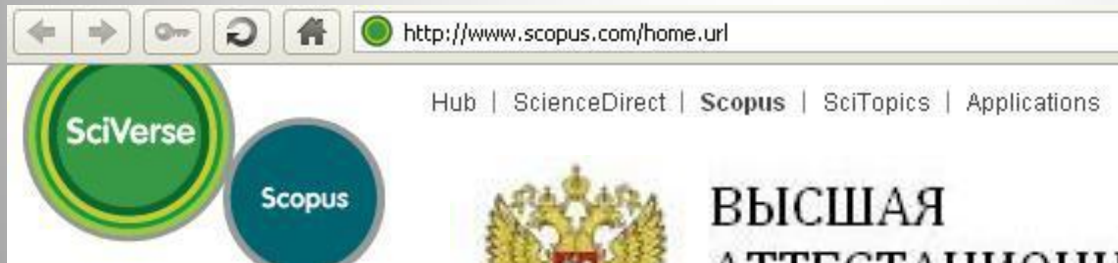 http://www.scopus.com/home.url
Hub | ScienceDirect | Scopus | SciTopics | Applications
SciVerse
Scopus
ВЫСШАЯ